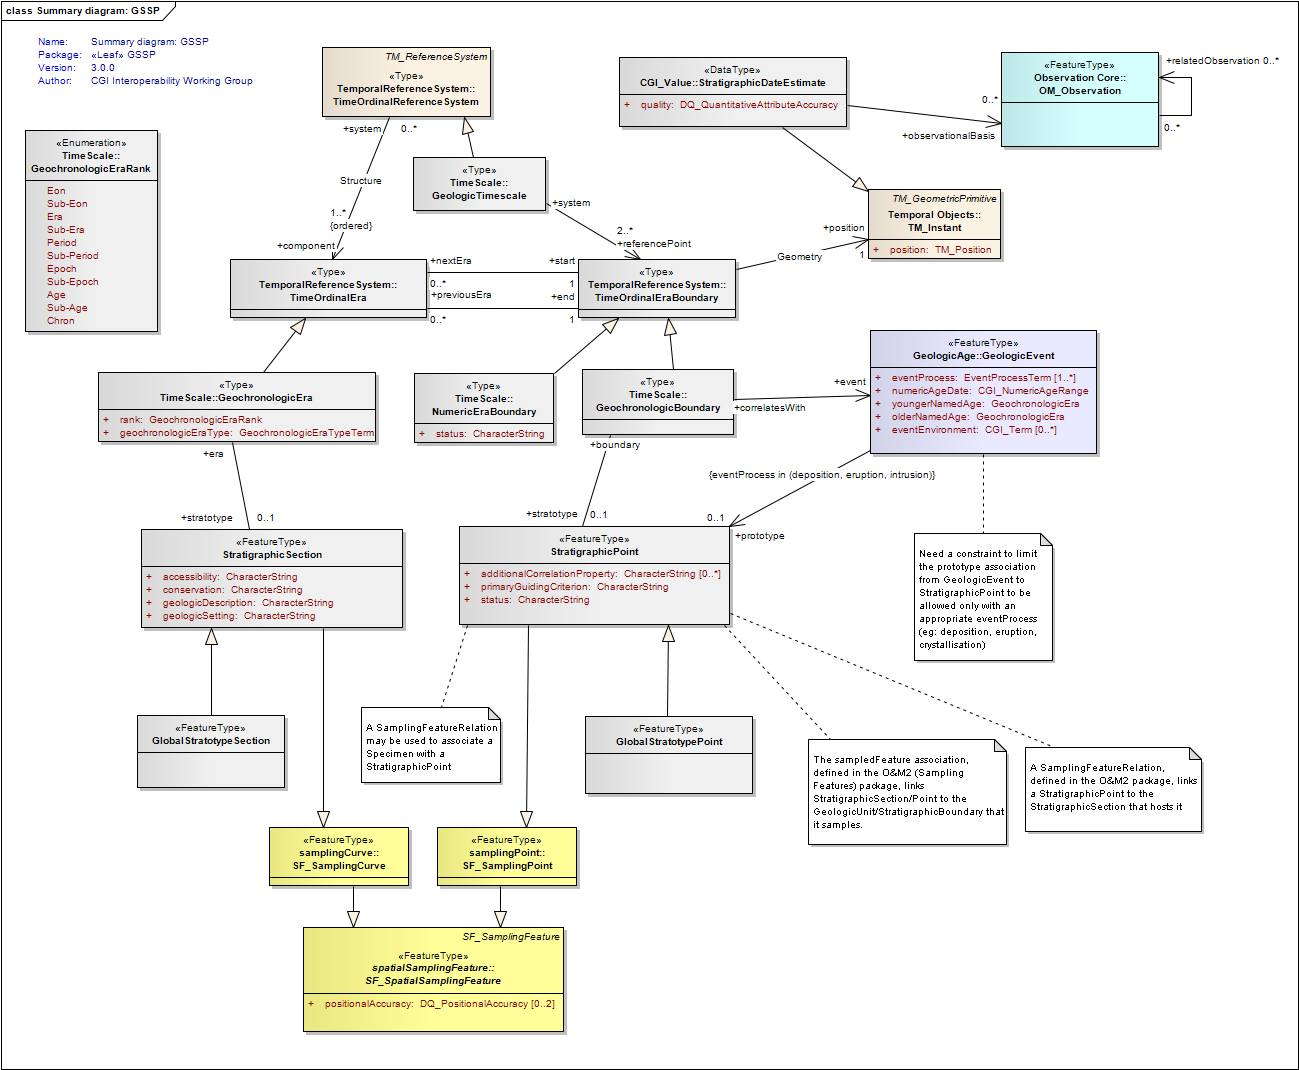 class Summary diagram: GSSP
Name: Summary diagram: GSSP
Package: «Leaf» GSSP
Version: 3.0.0
Author: CGI Interoperability Working Group
TM_ReferenceSystem
«Type»
TemporalReferenceSystem::
TimeOrdinalReferenceSystem
«DataType»
CGI_Value::StratigraphicDateEstimate
+ quality: DQ_QuantitativeAttributeAccuracy
«FeatureType»
Observation Core::
OM_Observation
+relatedObservation 0..*
0..*
0..*
+observationalBasis
«Enumeration»
TimeScale::
GeochronologicEraRank
Eon
Sub-Eon
Era
Sub-Era
Period
Sub-Period
Epoch
Sub-Epoch
Age
Sub-Age
Chron
+system 0..*
Structure
1..*
{ordered}
+component
«Type»
TimeScale::
GeologicTimescale
+system
2..*
+referencePoint
TM_GeometricPrimitive
Temporal Objects::
TM_Instant
+ position: TM_Position
+position
1
Geometry
«Type»
TemporalReferenceSystem::
TimeOrdinalEra
+nextEra
0..*
+previousEra
0..*
+start
1
+end
1
«Type»
TemporalReferenceSystem::
TimeOrdinalEraBoundary
«FeatureType»
GeologicAge::GeologicEvent
+ eventProcess: EventProcessTerm [1..*]
+ numericAgeDate: CGI_NumericAgeRange
+ youngerNamedAge: GeochronologicEra
+ olderNamedAge: GeochronologicEra
+ eventEnvironment: CGI_Term [0..*]
«Type»
TimeScale::GeochronologicEra
+ rank: GeochronologicEraRank
+ geochronologicEraType: GeochronologicEraTypeTerm
«Type»
TimeScale::
NumericEraBoundary
+ status: CharacterString
«Type»
TimeScale::
GeochronologicBoundary
+event
+correlatesWith
+era
+boundary
{eventProcess in (deposition, eruption, intrusion)}
+stratotype 0..1
+stratotype 0..1
0..1
+prototype
«FeatureType»
StratigraphicSection
+ accessibility: CharacterString
+ conservation: CharacterString
+ geologicDescription: CharacterString
+ geologicSetting: CharacterString
«FeatureType»
StratigraphicPoint
+ additionalCorrelationProperty: CharacterString [0..*]
+ primaryGuidingCriterion: CharacterString
+ status: CharacterString
Need a constraint to limit
the prototype association
from GeologicEvent to
StratigraphicPoint to be
allowed only with an
appropriate eventProcess
(eg: deposition, eruption,
crystallisation)
«FeatureType»
GlobalStratotypeSection
A SamplingFeatureRelation
may be used to associate a
Specimen with a
StratigraphicPoint
«FeatureType»
GlobalStratotypePoint
The sampledFeature association,
defined in the O&M2 (Sampling
Features) package, links
StratigraphicSection/Point to the
GeologicUnit/StratigraphicBoundary that
it samples.
A SamplingFeatureRelation,
defined in the O&M2 package, links
a StratigraphicPoint to the
StratigraphicSection that hosts it
«FeatureType»
samplingCurve::
SF_SamplingCurve
«FeatureType»
samplingPoint::
SF_SamplingPoint
SF_SamplingFeature
«FeatureType»
spatialSamplingFeature::
SF_SpatialSamplingFeature
+ positionalAccuracy: DQ_PositionalAccuracy [0..2]